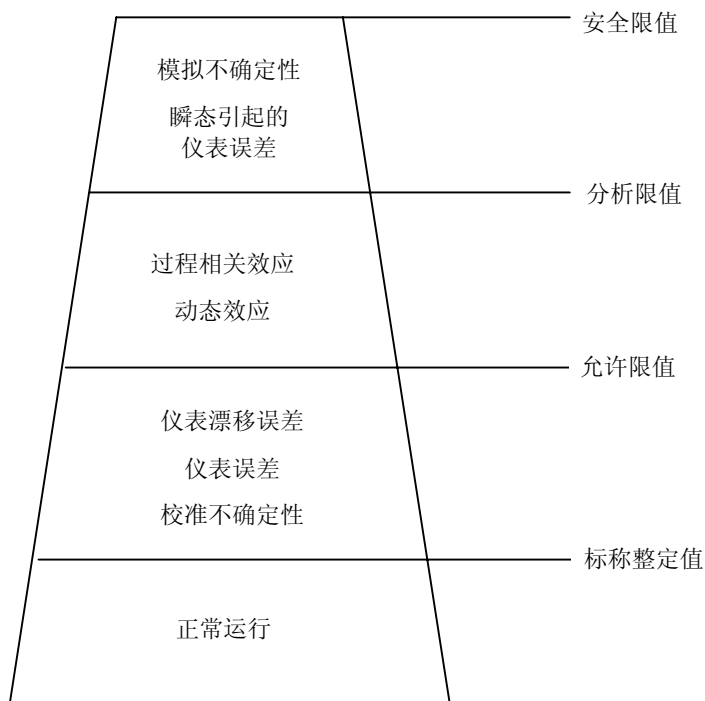 安全限值
模拟不确定性
瞬态引起的
仪表误差
分析限值
过程相关效应
动态效应
允许限值
仪表漂移误差
仪表误差
校准不确定性
标称整定值
正常运行